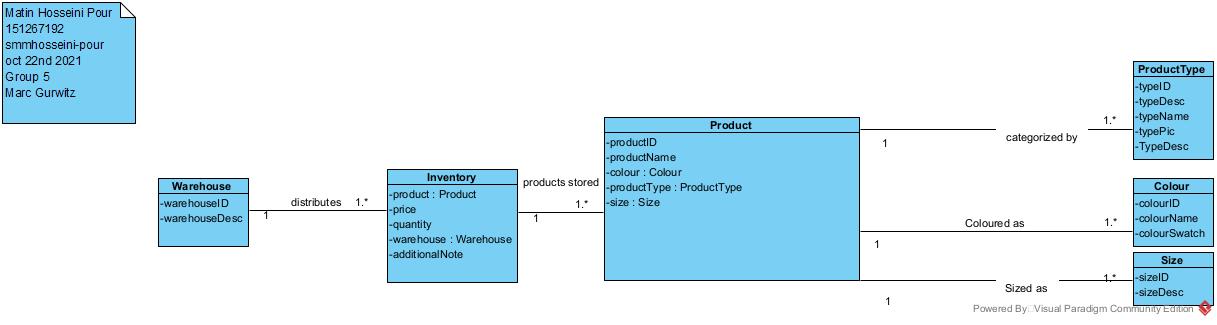 Matin Hosseini Pour
151267192
smmhosseini-pour
oct 22nd 2021
Group 5
Marc Gurwitz
Warehouse
-warehouseID
-warehouseDesc
1
distributes
1.*
Inventory
-product : Product
-price
-quantity
-warehouse : Warehouse
-additionalNote
products stored
1
1.*
Product
-productID
-productName
-colour : Colour
-productType : ProductType
-size : Size
1
categorized by
1.*
ProductType
-typeID
-typeDesc
-typeName
-typePic
-TypeDesc
1
Coloured as
1.*
Colour
-colourID
-colourName
-colourSwatch
1
Sized as
1.*
Size
-sizeID
-sizeDesc
Powered By Visual Paradigm Community Edition